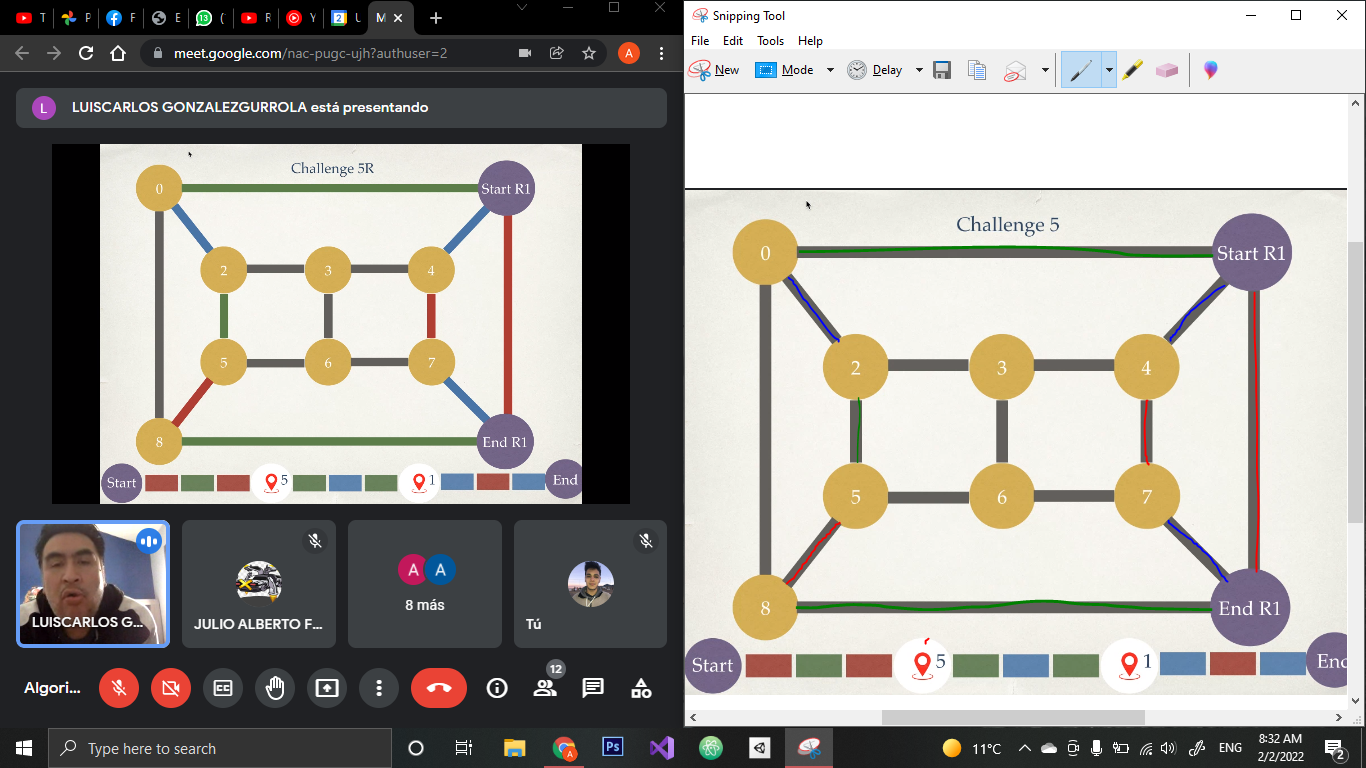 T
P
F
E
13 (
R
Y
2 U
M
meet.google.com/nac-pugc-ujh?authuser=2
A
L LUISCARLOS GONZALEZGURROLA está presentando
Challenge 5R
0
Start R1
2
3
4
5
6
7
8
End R1
Start
5
1
End
LUISCARLOS G...
JULIO ALBERTO F...
A A
8 más
Tú
Algori...
12
Snipping Tool
File Edit Tools Help
New
Mode
Delay
Challenge 5
0
Start R1
2
3
4
5
6
7
8
End R1
Start
5
1
Enc
Type here to search
Ps
A
11°C
ENG
8:32 AM
2/2/2022
2